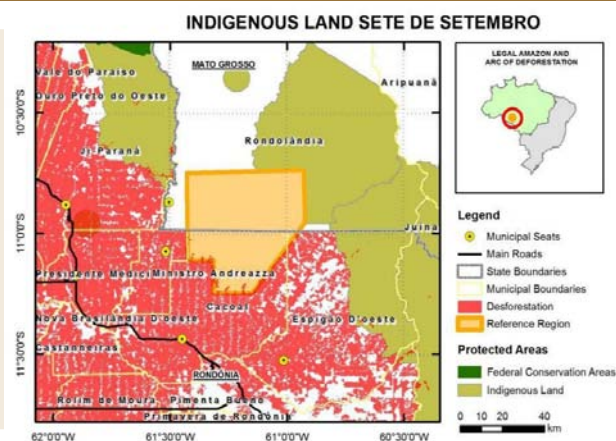 INDIGENOUS LAND SETE DE SETEMBRO
MATO GROSSO
Vale do Paraíso
Ouro Preto do Oeste
Aripuanã
Rondolândia
Ji-Paraná
Juína
Presidente Médici
Ministro Andreazza
Cacoal
Nova Brasilândia D'oeste
Espigão D'oeste
Castanheiras
RONDÔNIA
Rolim de Moura
Pimenta Bueno
Primavera de Rondônia
10°30'0"S
11°0'0"S
11°30'0"S
62°0'0"W
61°30'0"W
61°0'0"W
60°30'0"W
LEGAL AMAZON AND
ARC OF DEFORESTATION
Legend
Municipal Seats
Main Roads
State Boundaries
Municipal Boundaries
Deforestation
Reference Region
Protected Areas
Federal Conservation Areas
Indigenous Land
0 10 20 40
km